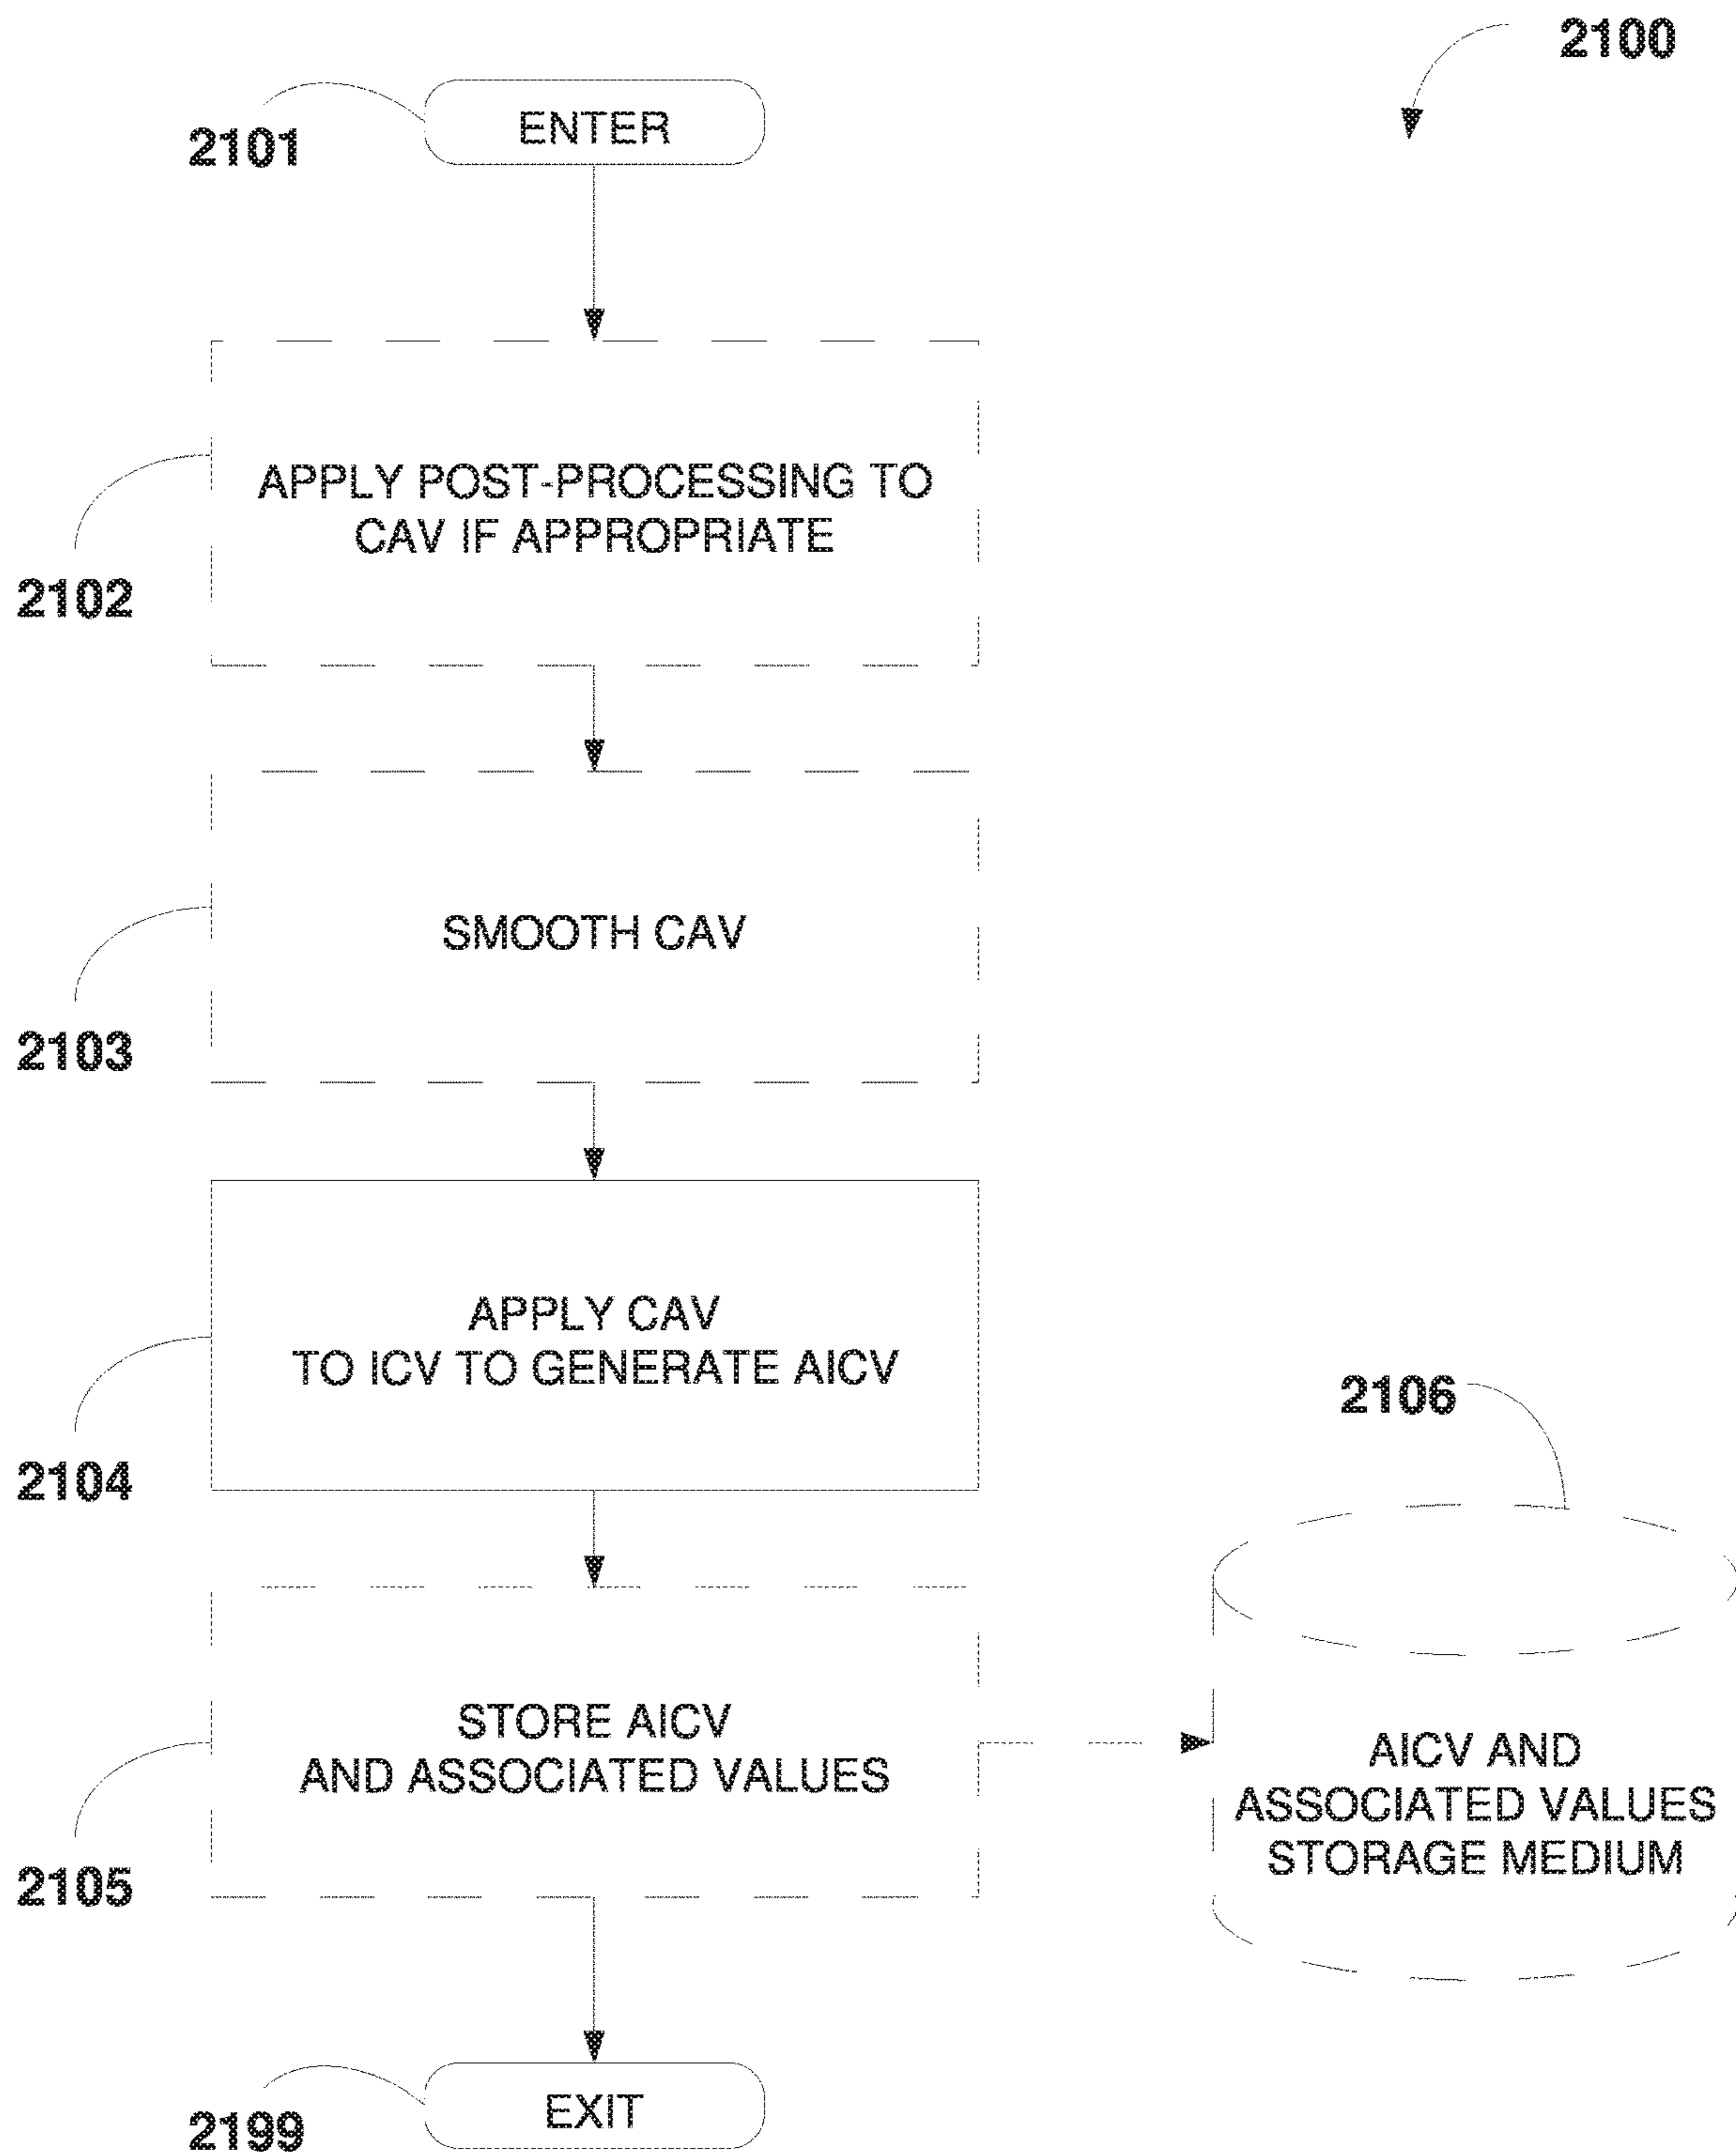 2100
2101
ENTER
2102
APPLY POST-PROCESSING TO
CAV IF APPROPRIATE
2103
SMOOTH CAV
2104
APPLY CAV
TO ICV TO GENERATE AICV
2105
STORE AICV
AND ASSOCIATED VALUES
2106
AICV AND
ASSOCIATED VALUES
STORAGE MEDIUM
2199
EXIT